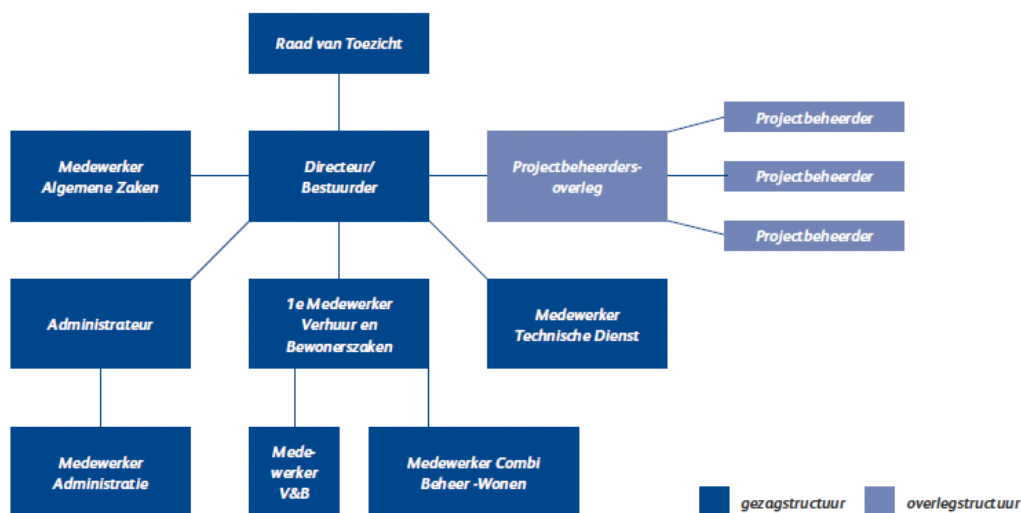 Raad van Toezicht
Medewerker
Algemene Zaken
Directeur/
Bestuurder
Projectbeheerders-
overleg
Projectbeheerder
Projectbeheerder
Projectbeheerder
Administrateur
1e Medewerker
Verhuur en
Bewonerszaken
Medewerker
Technische Dienst
Medewerker
Administratie
Mede-
werker
V&B
Medewerker Combi
Beheer -Wonen
gezagstructuur
overlegstructuur